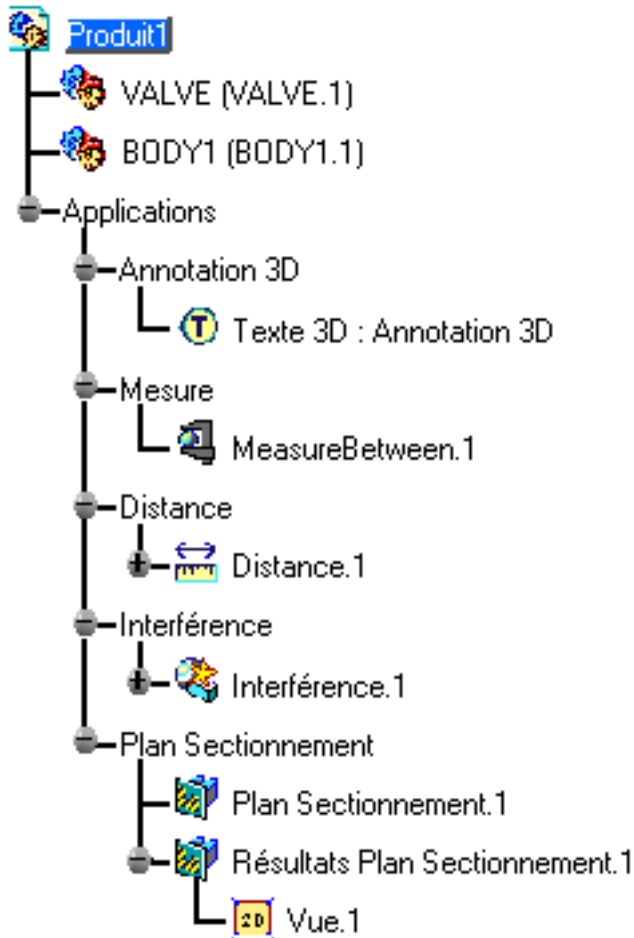 Produit1
VALVE (VALVE.1)
BODY1 (BODY1.1)
Applications
Annotation 3D
T Texte 3D : Annotation 3D
Mesure
MeasureBetween.1
Distance
Distance.1
Interférence
Interférence.1
Plan Sectionnement
Plan Sectionnement.1
Résultats Plan Sectionnement.1
2D Vue.1